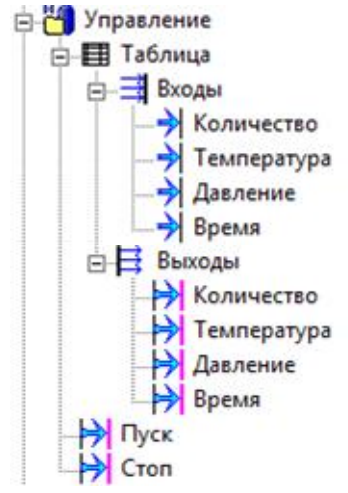 Управление
Таблица
Входы
Количество
Температура
Давление
Время
Выходы
Количество
Температура
Давление
Время
Пуск
Стоп